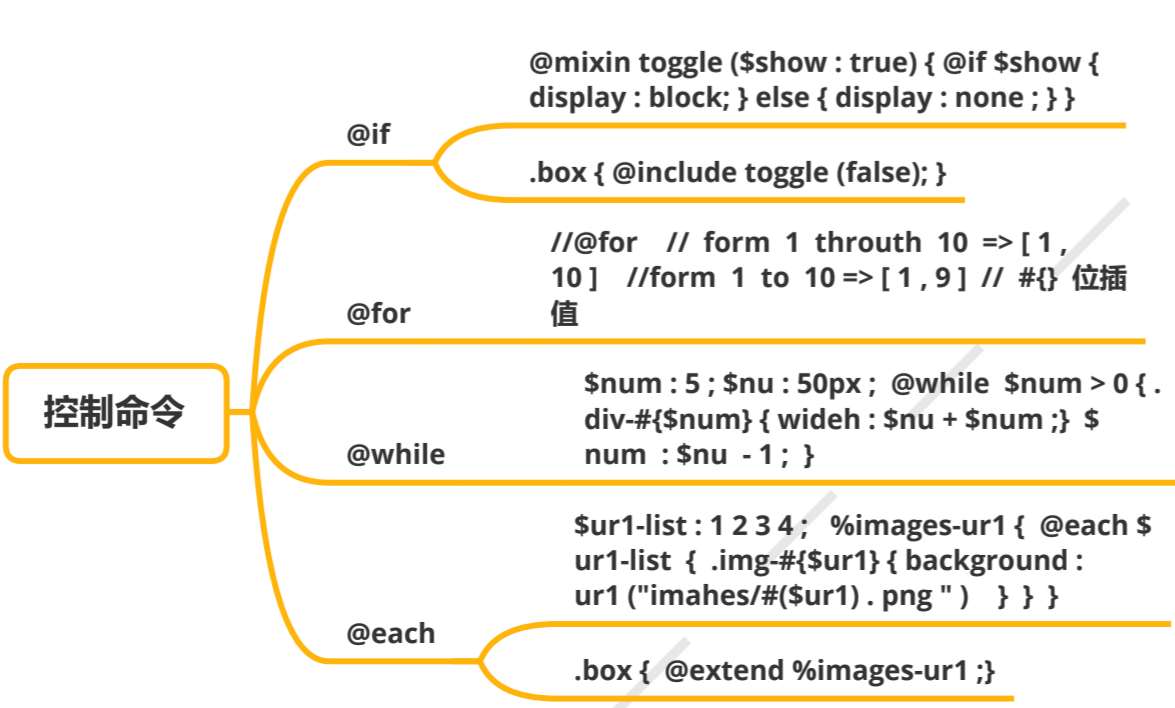 @mixin toggle ($show : true) { @if $show {
display : block; } else { display : none ; } }
@if
.box { @include toggle (false); }
//@for // form 1 throuth 10 => [ 1 ,
10 ] //form 1 to 10 => [ 1 , 9 ] // #{} 位插
值
@for
控制命令
$num : 5 ; $nu : 50px ; @while $num > 0 { .
div-#{$num} { wideh : $nu + $num ;} $
num : $nu - 1 ; }
@while
$ur1-list : 1 2 3 4 ; %images-ur1 { @each $
ur1-list { .img-#{$ur1} { background :
ur1 ("imahes/#($ur1) . png " ) } } }
@each
.box { @extend %images-ur1 ;}